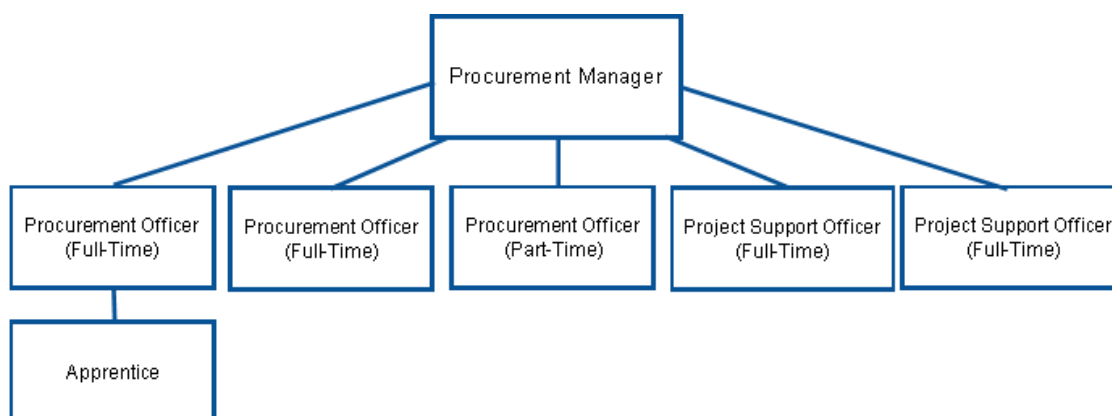 Procurement Manager
Procurement Officer
(Full-Time)
Procurement Officer
(Full-Time)
Procurement Officer
(Part-Time)
Project Support Officer
(Full-Time)
Project Support Officer
(Full-Time)
Apprentice